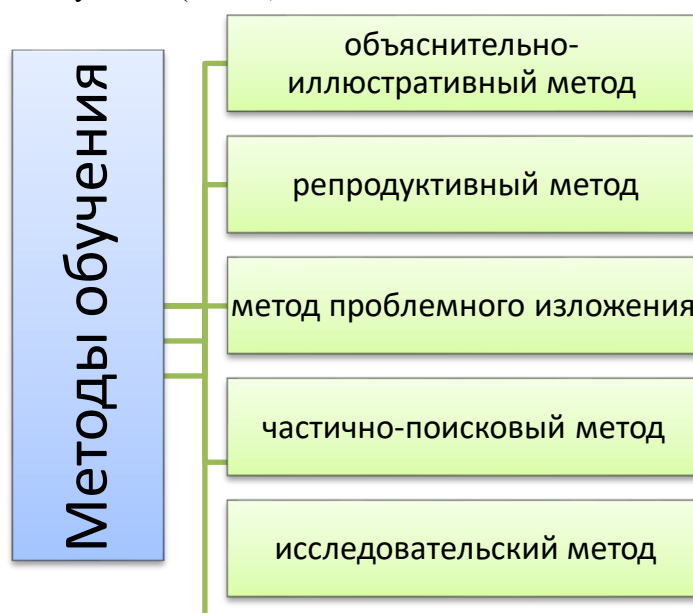 Методы обучения
объяснительно-
иллюстративный метод
репродуктивный метод
метод проблемного изложения
частично-поисковый метод
исследовательский метод